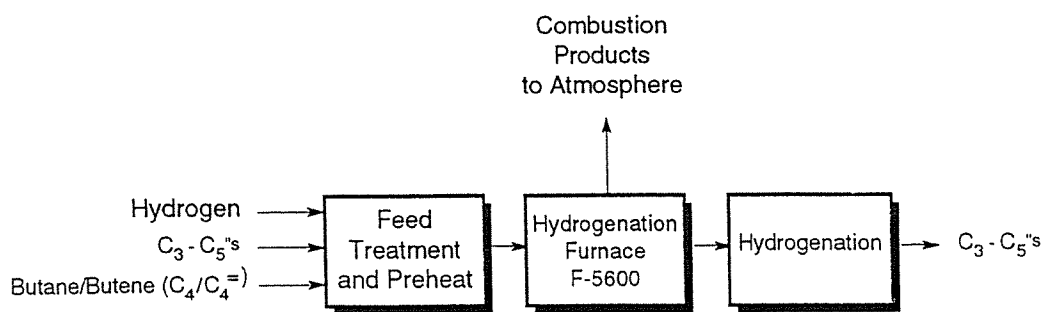 Combustion
Products
to Atmosphere
Hydrogen
C₃ - C₅"s
Butane/Butene (C₄/C₄⁼)
Feed
Treatment
and Preheat
Hydrogenation
Furnace
F-5600
Hydrogenation
C₃ - C₅"s